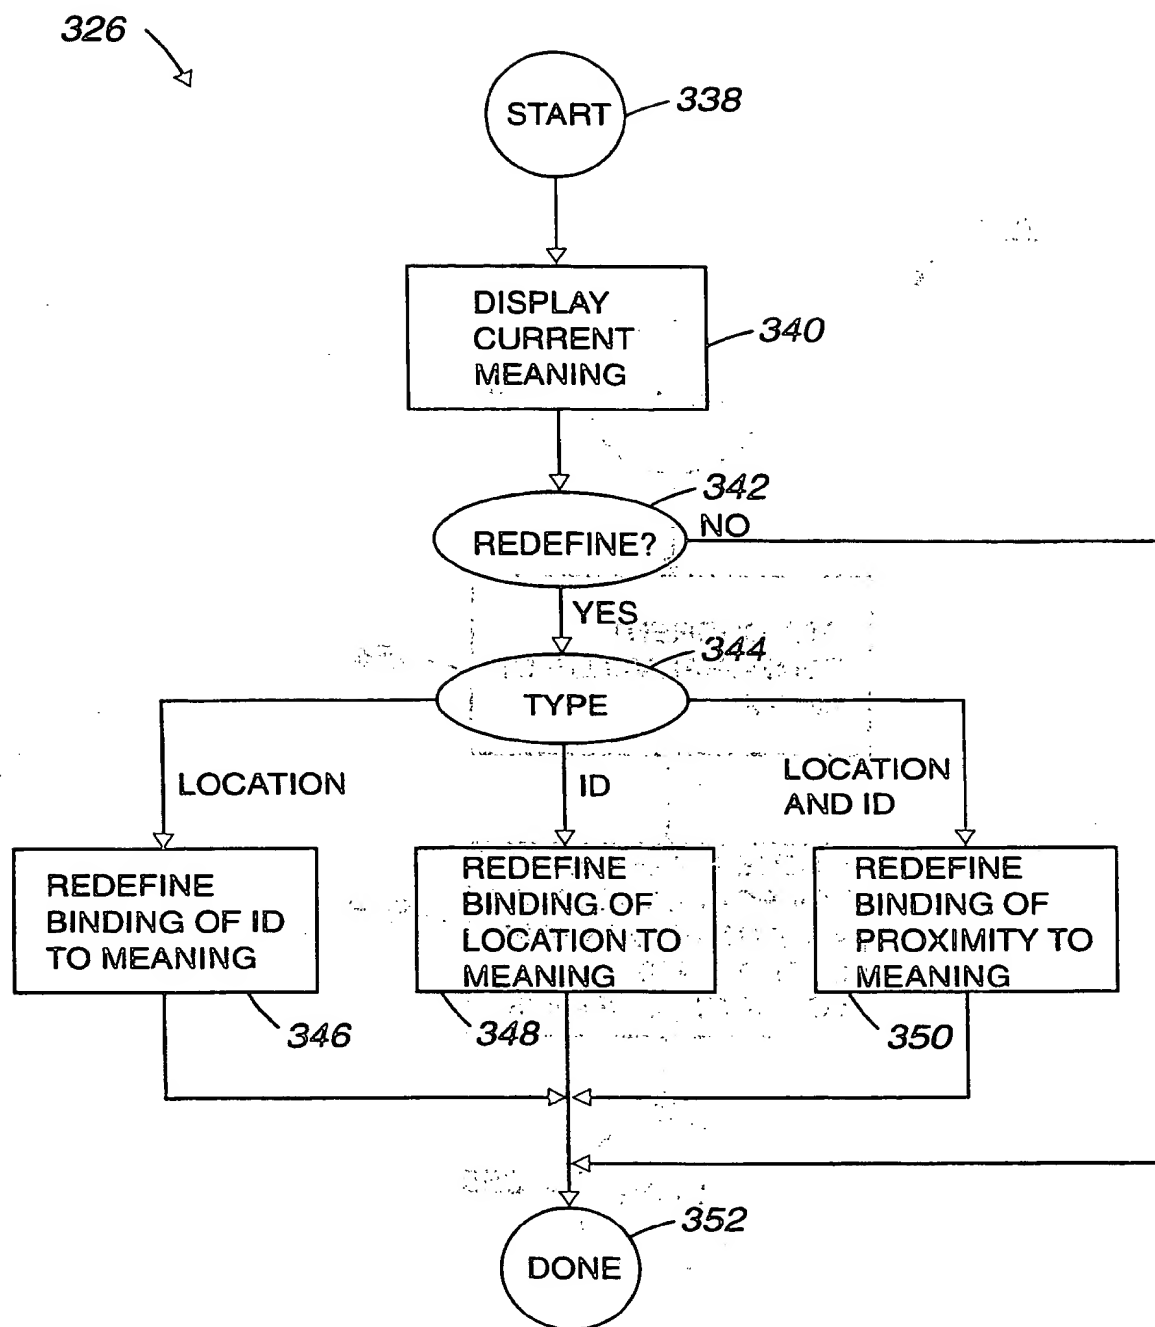 326
START
338
DISPLAY
CURRENT
MEANING
340
342
REDEFINE?
NO
YES
344
TYPE
LOCATION
ID
LOCATION
AND ID
REDEFINE
BINDING OF ID
TO MEANING
REDEFINE
BINDING OF
LOCATION TO
MEANING
REDEFINE
BINDING OF
PROXIMITY TO
MEANING
346
348
350
352
DONE